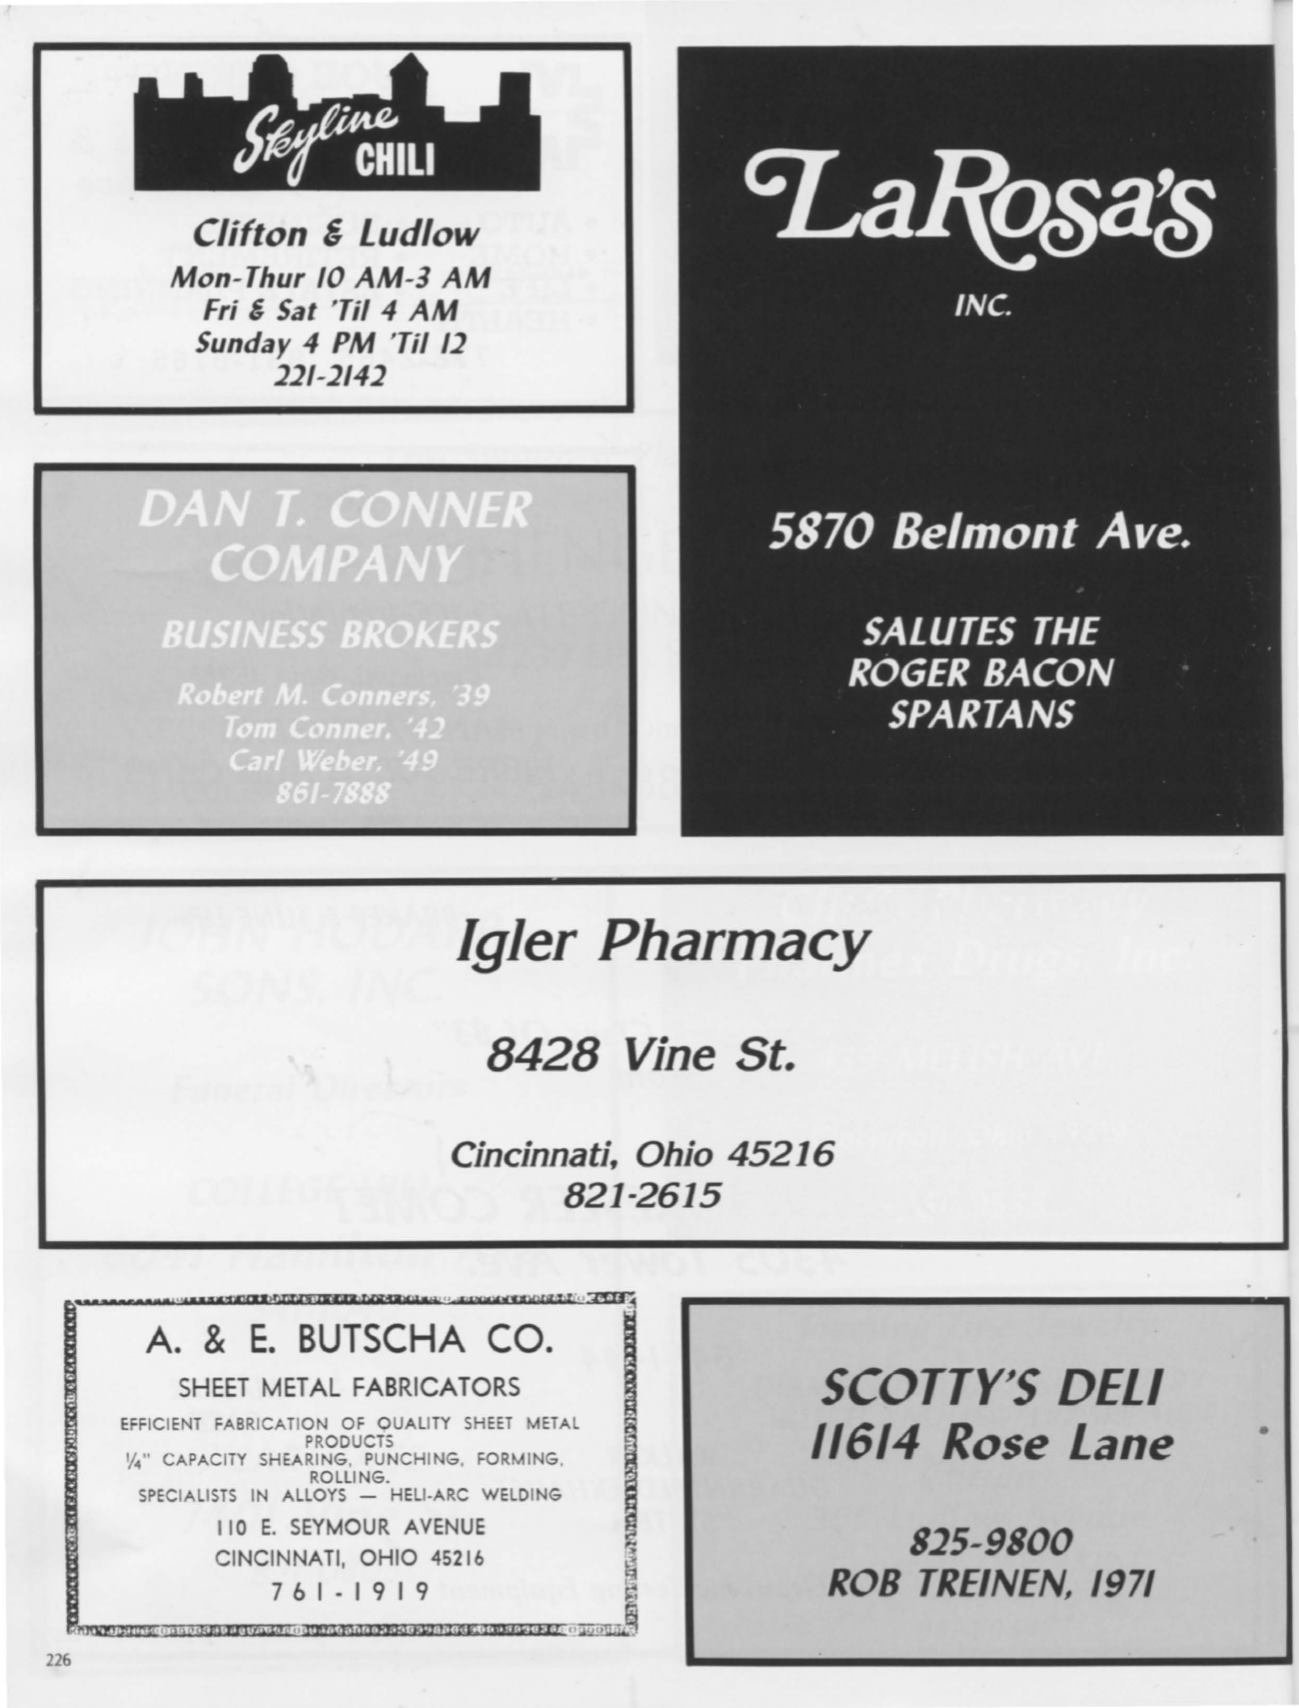 Skyline
CHILI
Clifton & Ludlow
Mon-Thur 10 AM-3 AM
Fri & Sat 'Til 4 AM
Sunday 4 PM 'Til 12
221-2142
LaRosa's
INC.
5870 Belmont Ave.
SALUTES THE
ROGER BACON
SPARTANS
DAN T. CONNER
COMPANY
BUSINESS BROKERS
Robert M. Conners, '39
Tom Conner, '42
Carl Weber, '49
861-7888
Igler Pharmacy
8428 Vine St.
Cincinnati, Ohio 45216
821-2615
A. & E. BUTSCHA CO.
SHEET METAL FABRICATORS
EFFICIENT FABRICATION OF QUALITY SHEET METAL
PRODUCTS
¼" CAPACITY SHEARING, PUNCHING, FORMING,
ROLLING.
SPECIALISTS IN ALLOYS — HELI-ARC WELDING
110 E. SEYMOUR AVENUE
CINCINNATI, OHIO 45216
761-1919
SCOTTY'S DELI
11614 Rose Lane
825-9800
ROB TREINEN, 1971
226